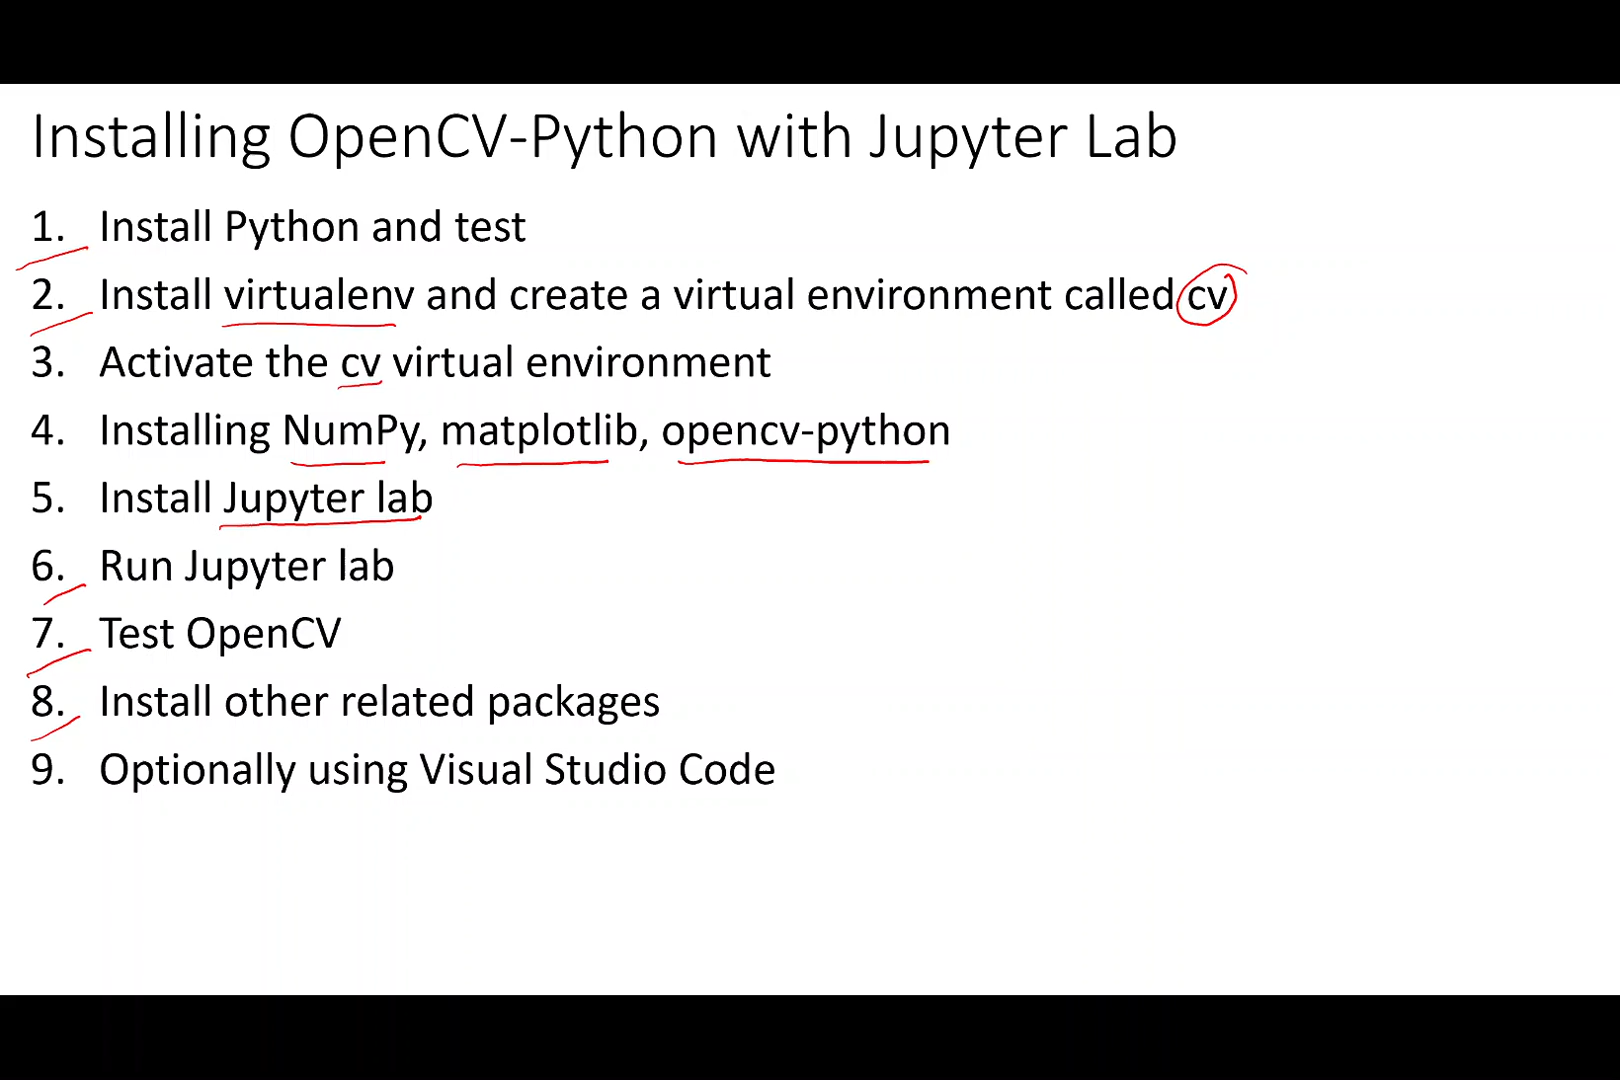 Installing OpenCV-Python with Jupyter Lab
1. Install Python and test
2. Install virtualenv and create a virtual environment called cv
3. Activate the cv virtual environment
4. Installing NumPy, matplotlib, opencv-python
5. Install Jupyter lab
6. Run Jupyter lab
7. Test OpenCV
8. Install other related packages
9. Optionally using Visual Studio Code